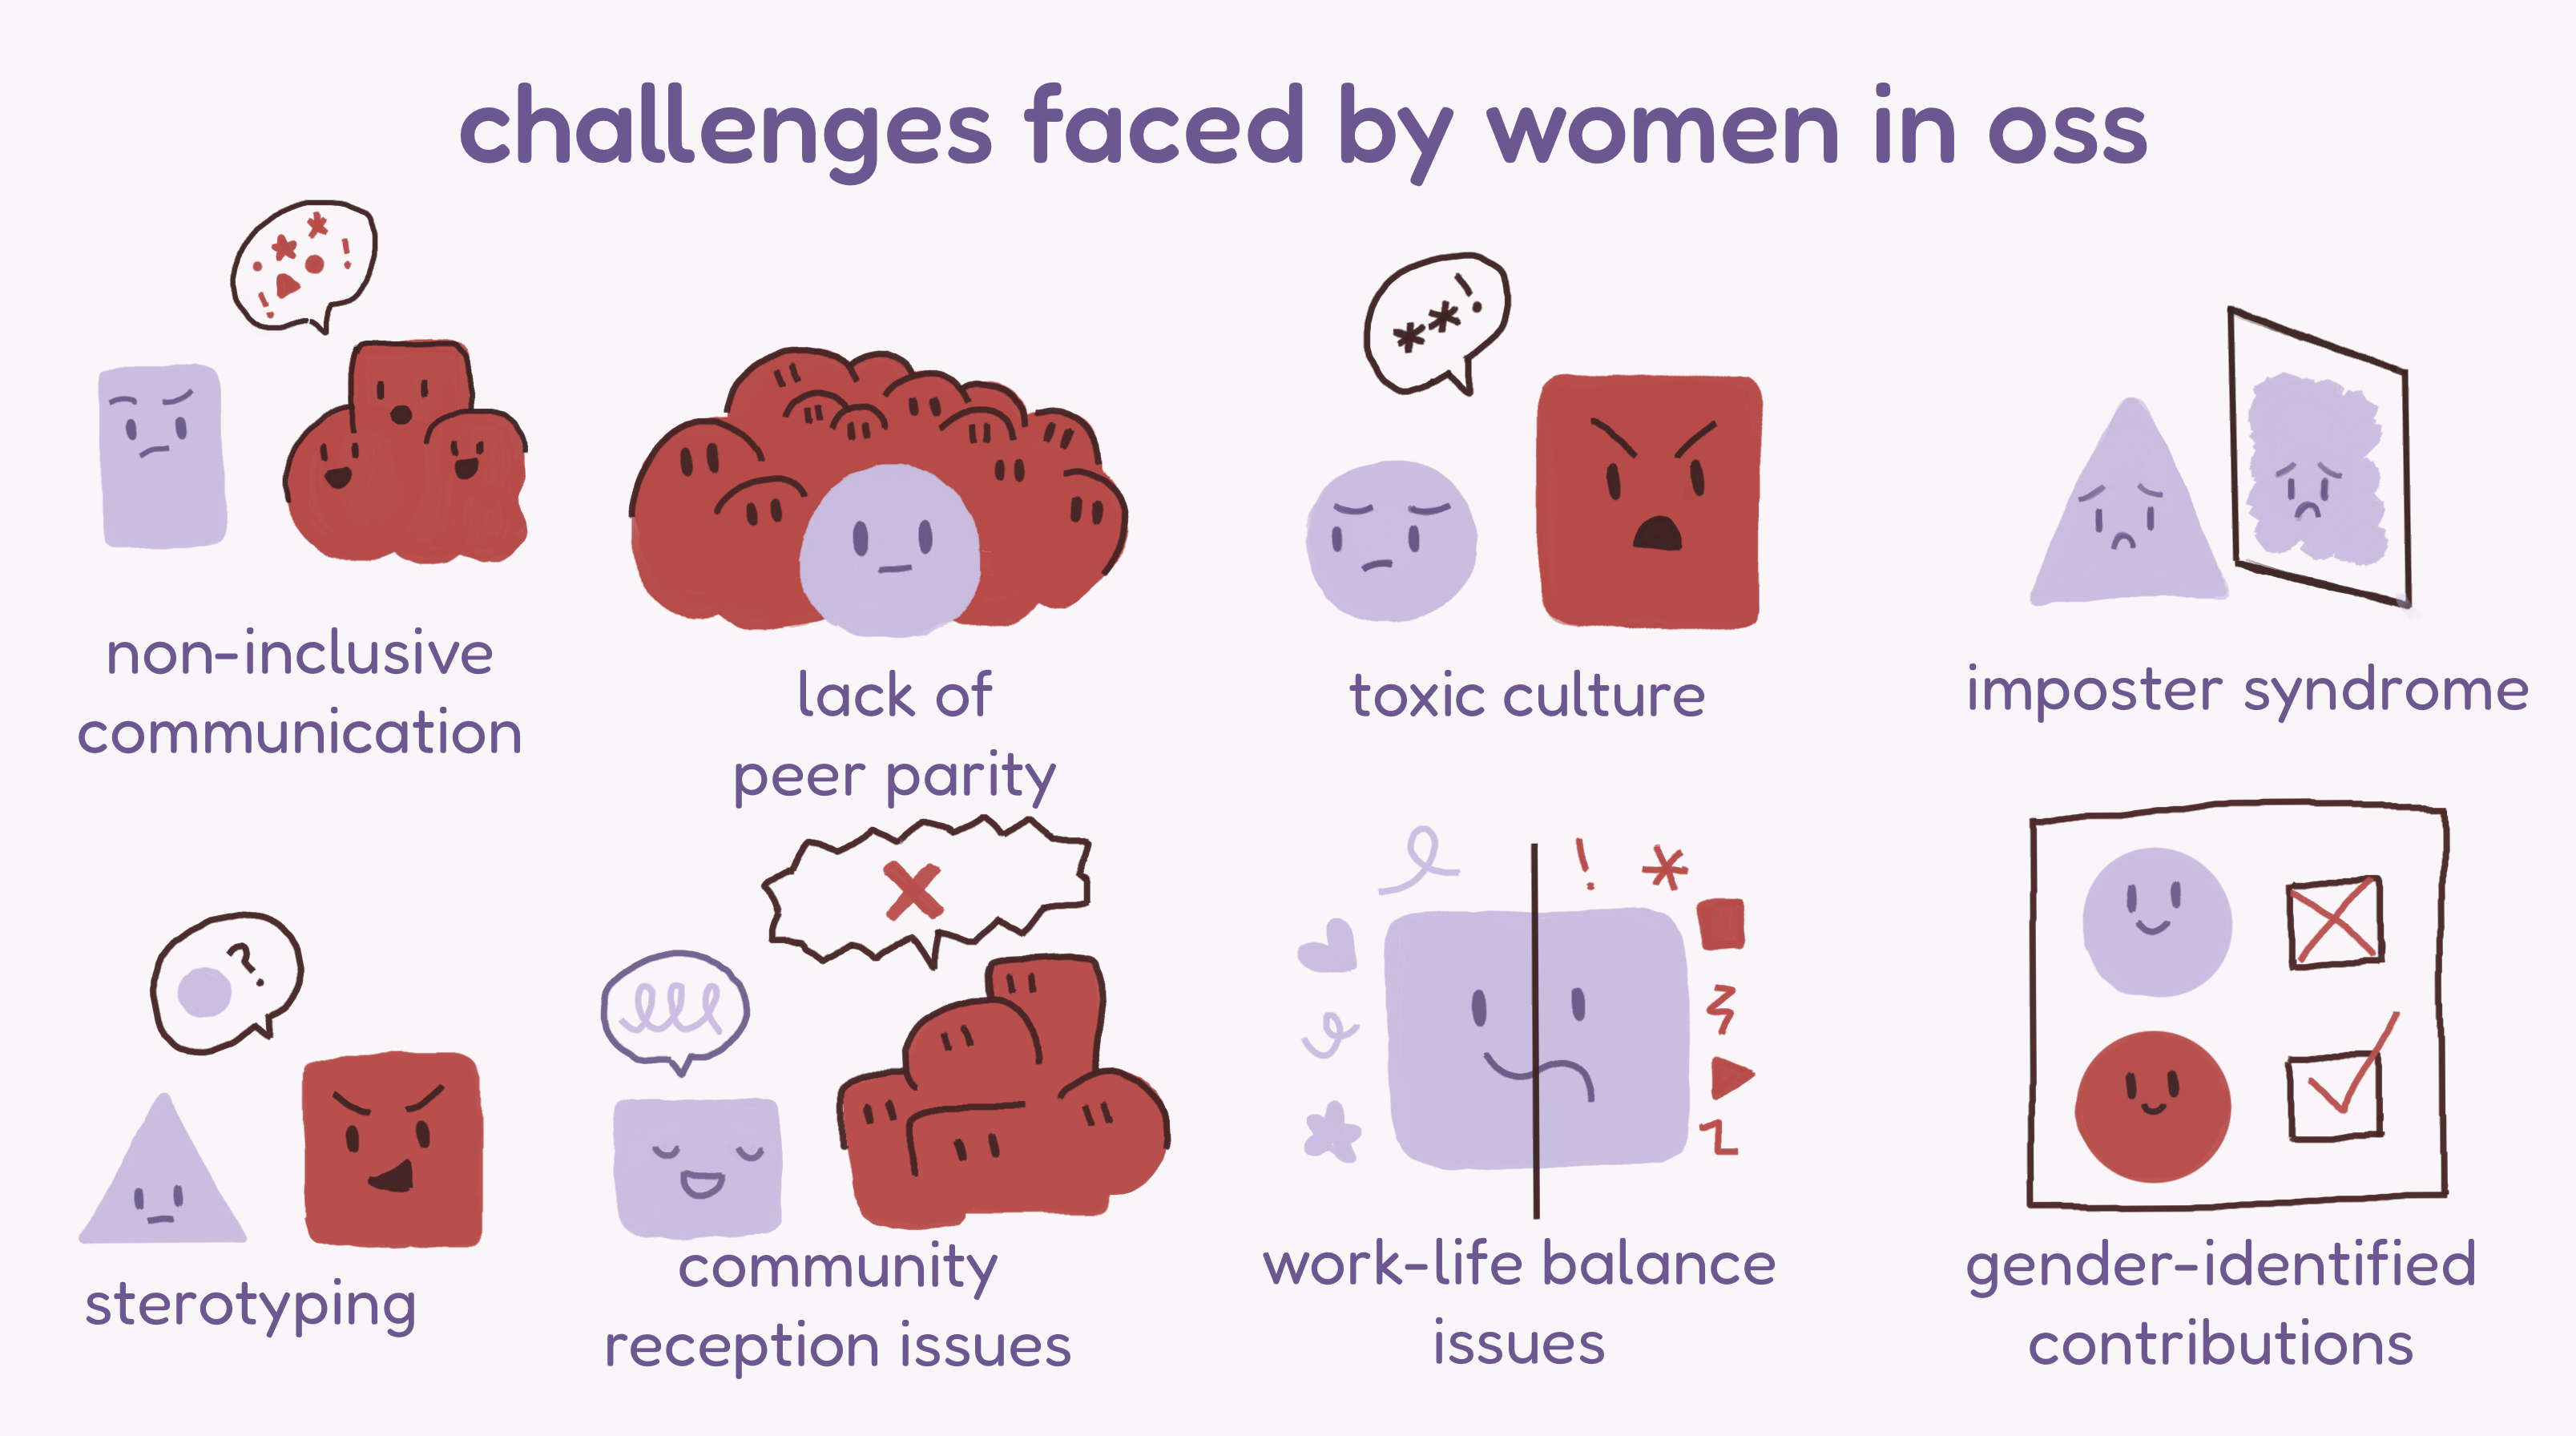 challenges faced by women in oss
non-inclusive
communication
lack of
peer parity
toxic culture
imposter syndrome
sterotyping
community
reception issues
work-life balance
issues
gender-identified
contributions